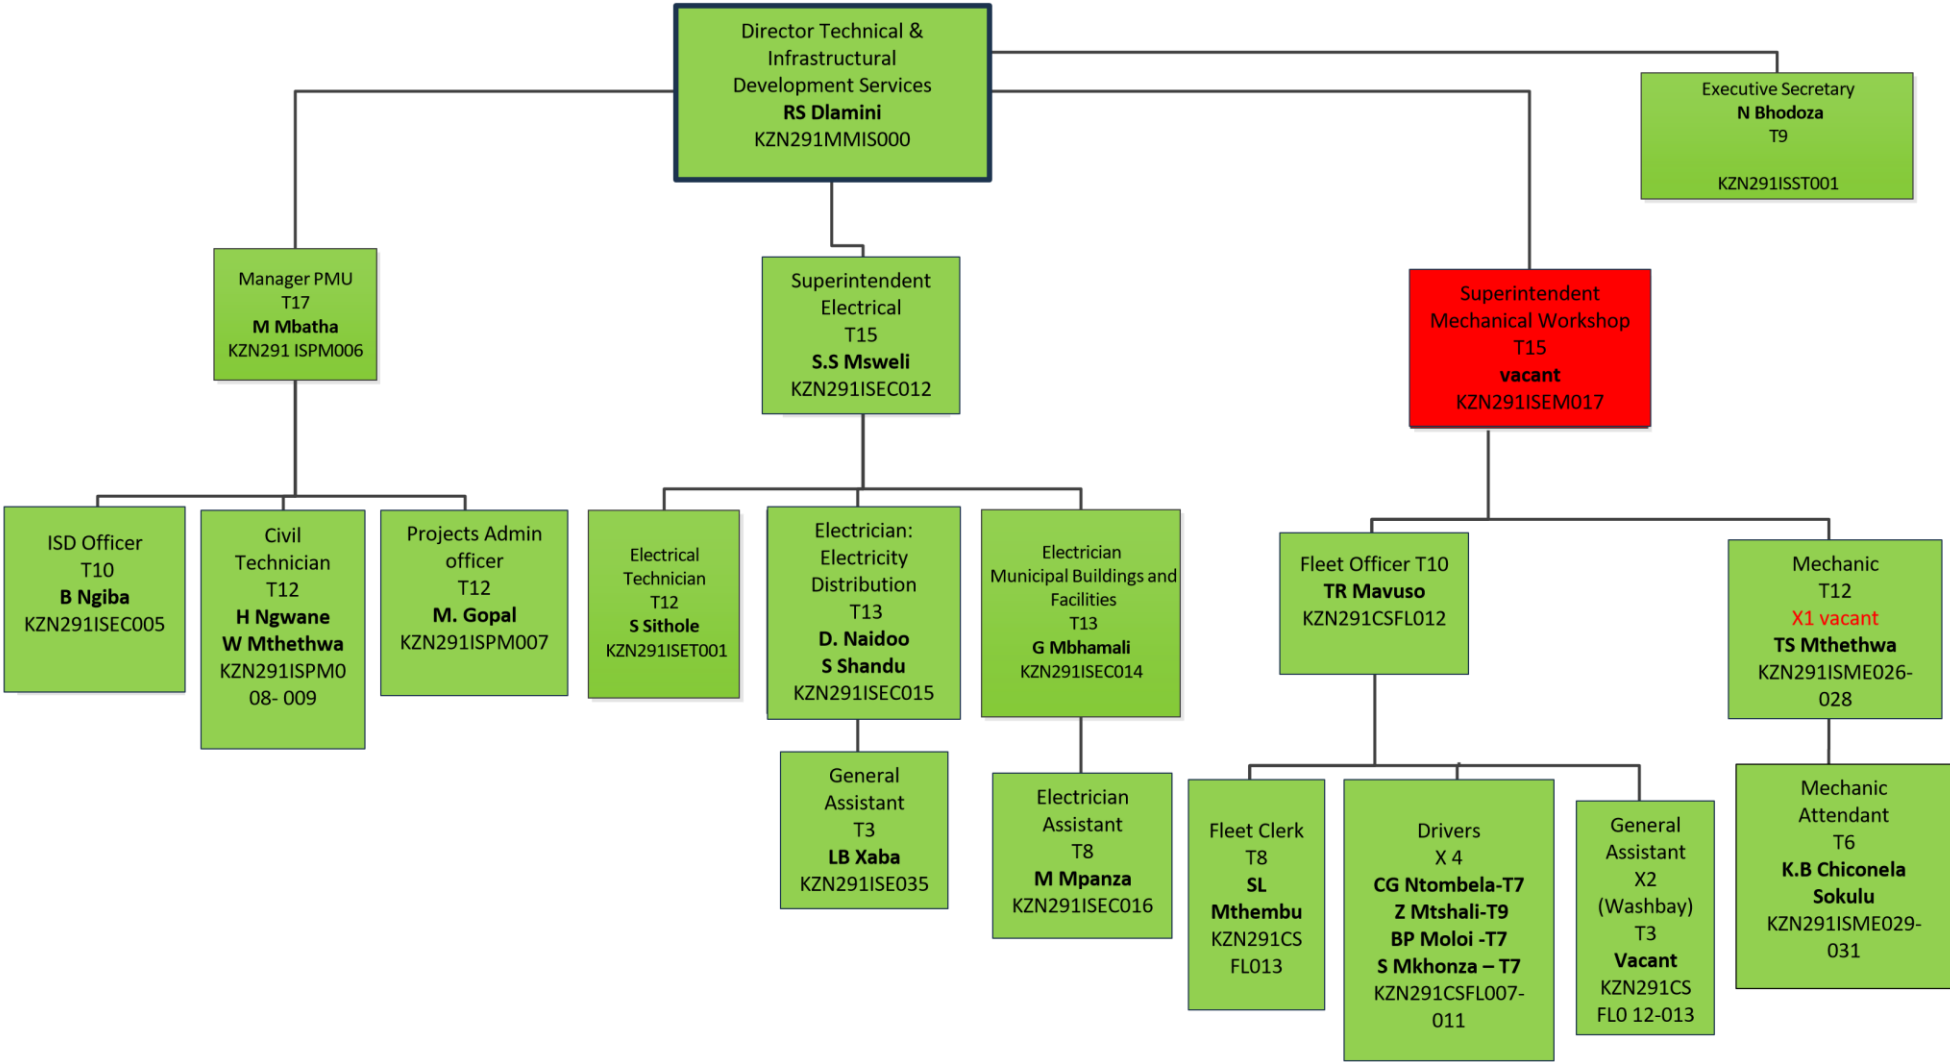 Director Technical &
Infrastructural
Development Services
RS Dlamini
KZN291MMIS000
Executive Secretary
N Bhodoza
T9
KZN291ISST001
Manager PMU
T17
M Mbatha
KZN291 ISPM006
Superintendent
Electrical
T15
S.S Msweli
KZN291ISEC012
Superintendent
Mechanical Workshop
T15
vacant
KZN291ISEM017
ISD Officer
T10
B Ngiba
KZN291ISEC005
Civil
Technician
T12
H Ngwane
W Mthethwa
KZN291ISPM0
08- 009
Projects Admin
officer
T12
M. Gopal
KZN291ISPM007
Electrical
Technician
T12
S Sithole
KZN291ISET001
Electrician:
Electricity
Distribution
T13
D. Naidoo
S Shandu
KZN291ISEC015
Electrician
Municipal Buildings and
Facilities
T13
G Mbhamali
KZN291ISEC014
Fleet Officer T10
TR Mavuso
KZN291CSFL012
Mechanic
T12
X1 vacant
TS Mthethwa
KZN291ISME026-
028
General
Assistant
T3
LB Xaba
KZN291ISE035
Electrician
Assistant
T8
M Mpanza
KZN291ISEC016
Fleet Clerk
T8
SL
Mthembu
KZN291CS
FL013
Drivers
X 4
CG Ntombela-T7
Z Mtshali-T9
BP Moloi -T7
S Mkhonza – T7
KZN291CSFL007-
011
General
Assistant
X2
(Washbay)
T3
Vacant
KZN291CS
FL0 12-013
Mechanic
Attendant
T6
K.B Chiconela
Sokulu
KZN291ISME029-
031